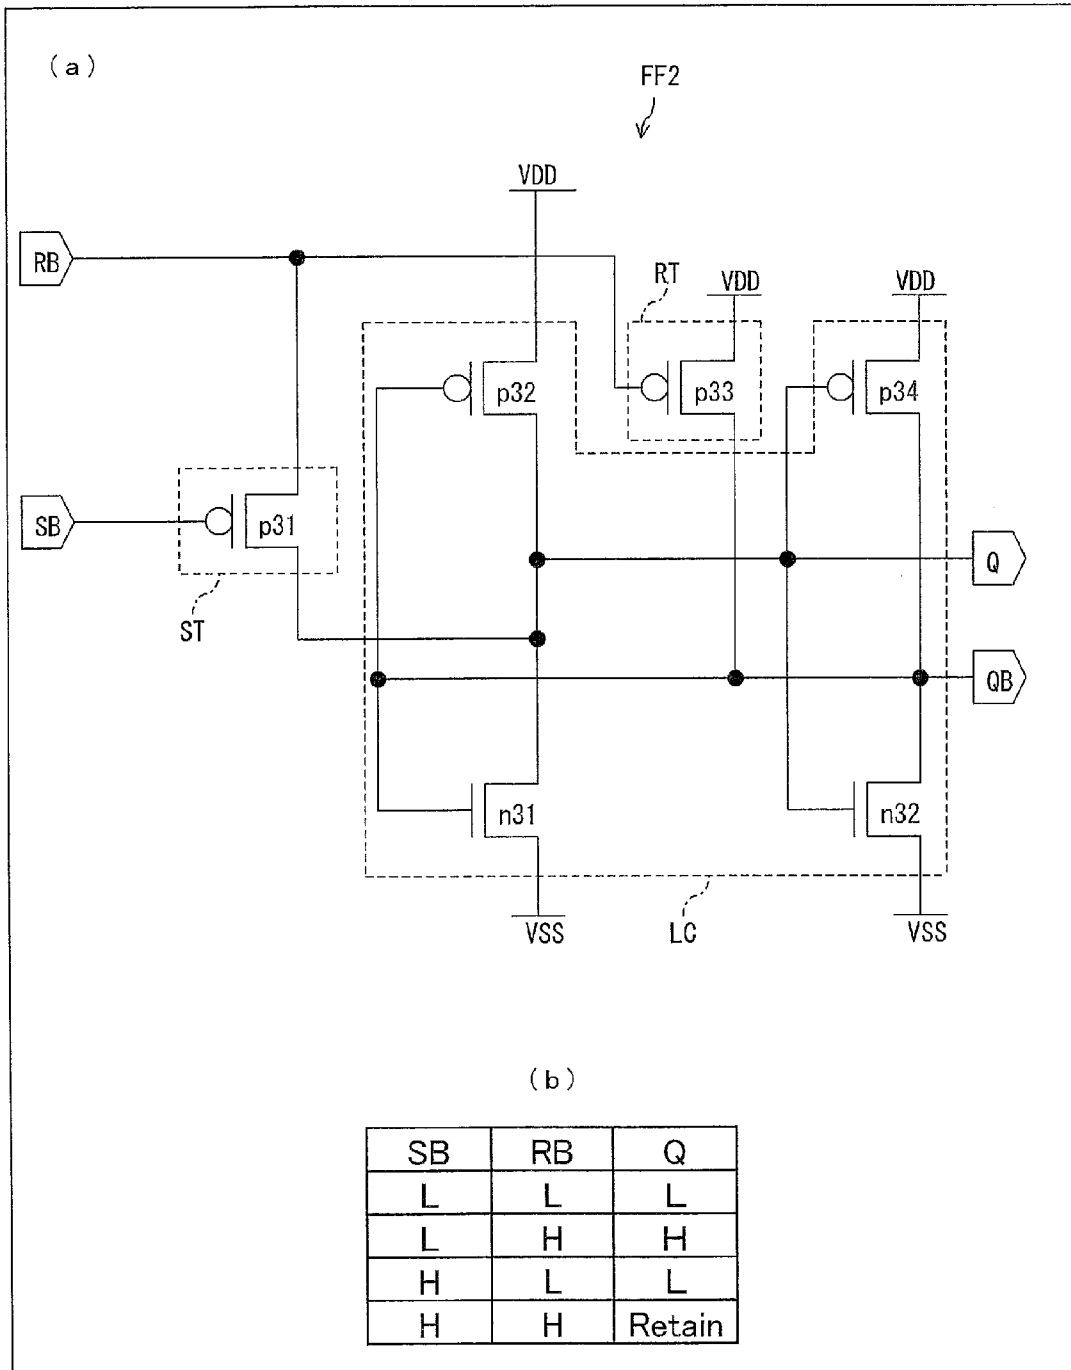 (a)
FF2
VDD
RB
RT
VDD
VDD
p32
p33
p34
SB
p31
Q
ST
QB
n31
n32
VSS
LC
VSS
(b)
SB RB Q
L L L
L H H
H L L
H H Retain